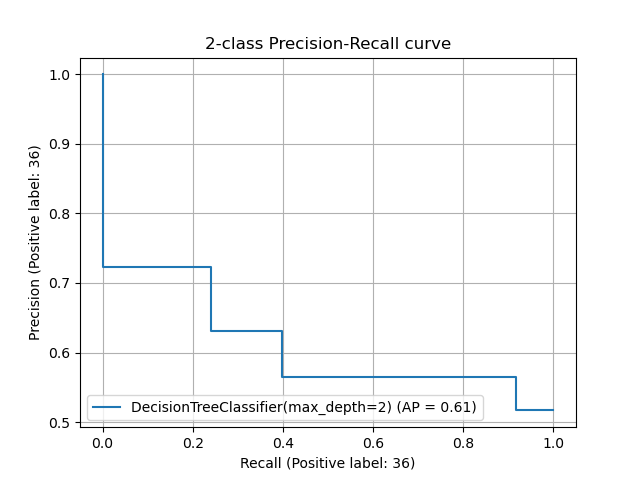 2-class Precision-Recall curve
1.0
0.9
0.8
0.7
0.6
0.5
Precision (Positive label: 36)
DecisionTreeClassifier(max_depth=2) (AP = 0.61)
0.0 0.2 0.4 0.6 0.8 1.0
Recall (Positive label: 36)